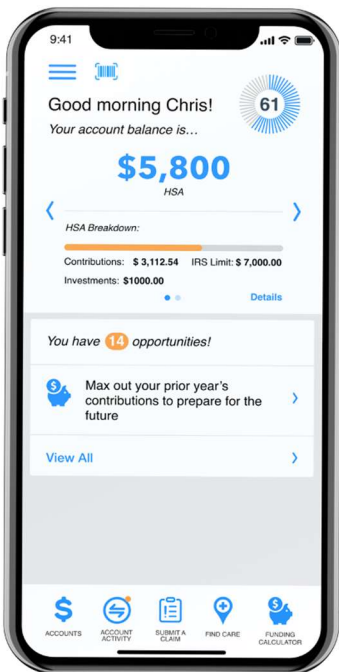 9:41
Good morning Chris!
61
Your account balance is...
$5,800
HSA
HSA Breakdown:
Contributions: $ 3,112.54 IRS Limit: $ 7,000.00
Investments: $1000.00
Details
You have 14 opportunities!
Max out your prior year's
contributions to prepare for the
future
View All
ACCOUNTS
ACCOUNT
ACTIVITY
SUBMIT A
CLAIM
FIND CARE
FUNDING
CALCULATOR